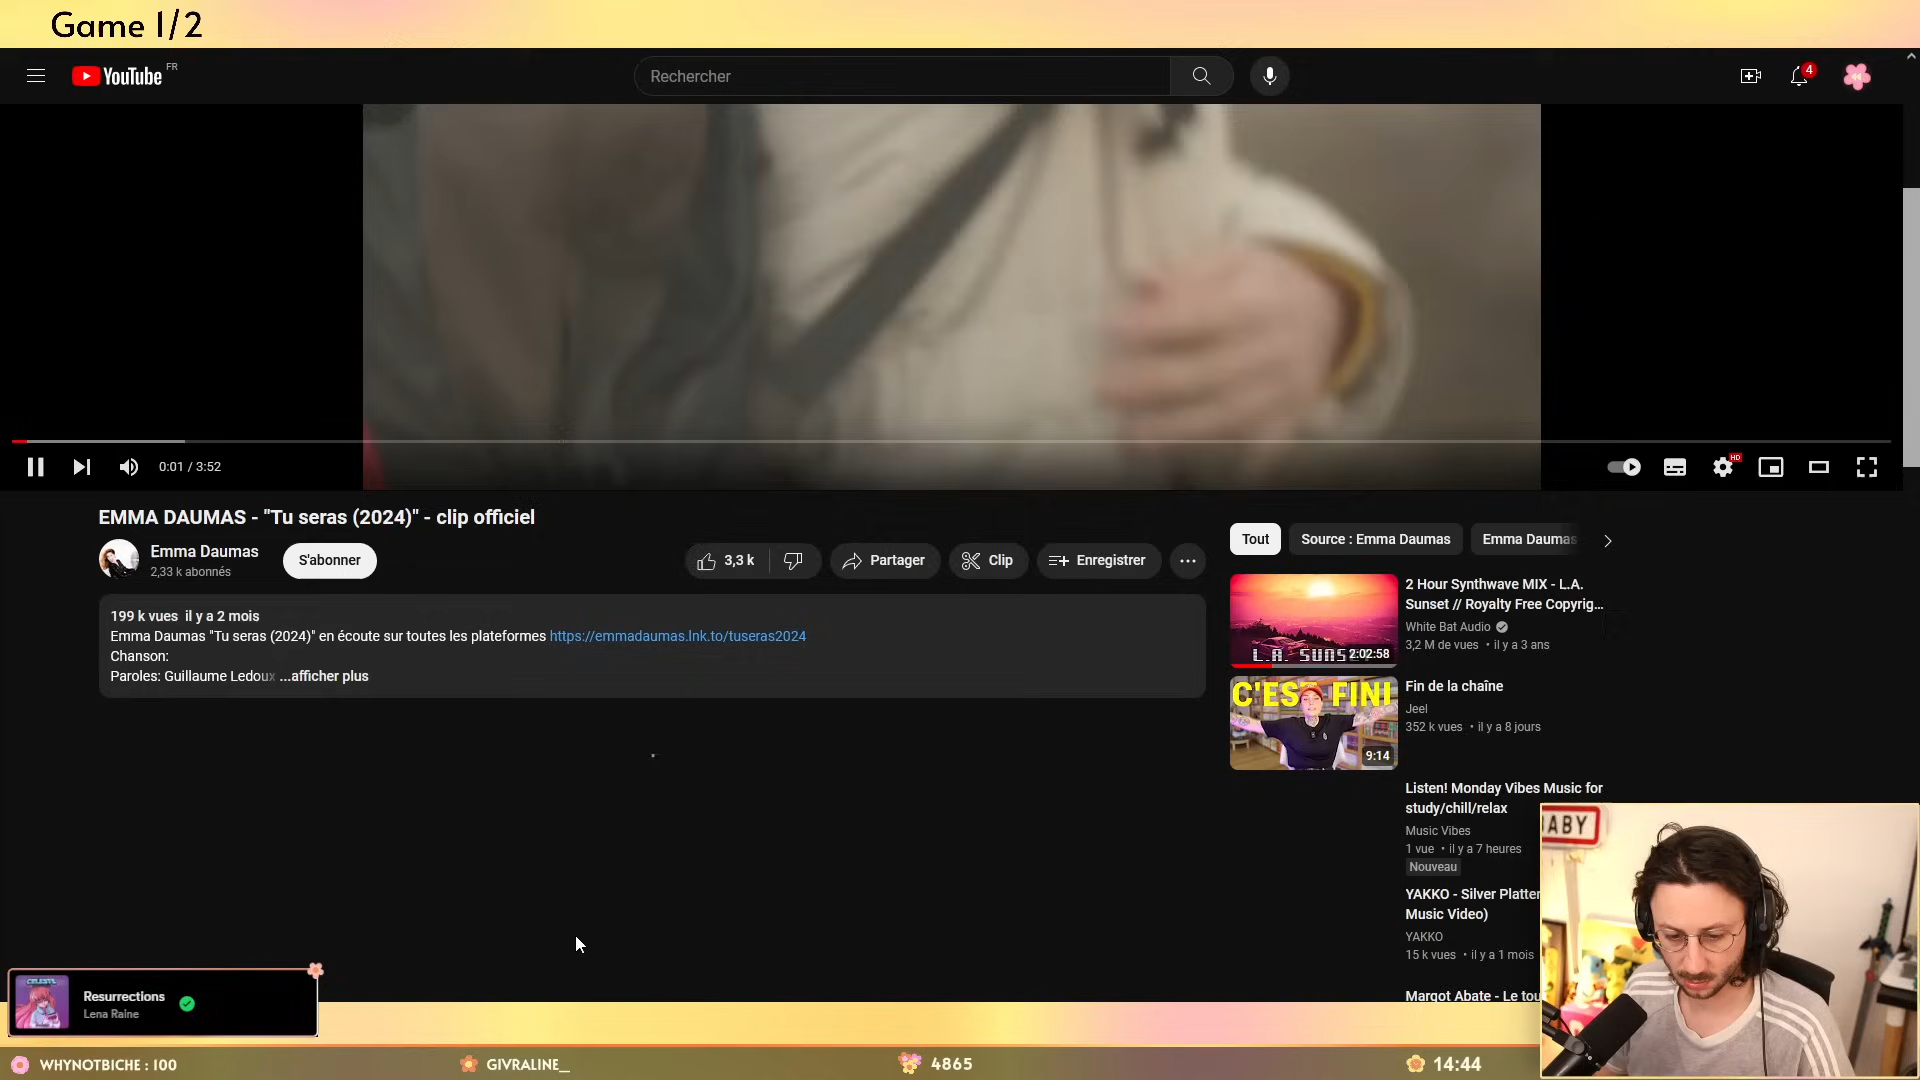 Game 1/2
YouTube
FR
Rechercher
4
0:01 / 3:52
HD
EMMA DAUMAS - "Tu seras (2024)" - clip officiel
Emma Daumas
2,33 k abonnés
S'abonner
3,3 k
Partager
Clip
Enregistrer
199 k vues il y a 2 mois
Emma Daumas "Tu seras (2024)" en écoute sur toutes les plateformes https://emmadaumas.lnk.to/tuseras2024
Chanson:
Paroles: Guillaume Ledoux ...afficher plus
Tout
Source : Emma Daumas
Emma Daumas
L.A. SUNSET
2:02:58
2 Hour Synthwave MIX - L.A.
Sunset // Royalty Free Copyrig...
White Bat Audio
3,2 M de vues • il y a 3 ans
C'EST FINI
9:14
Fin de la chaîne
Jeel
352 k vues • il y a 8 jours
Listen! Monday Vibes Music for
study/chill/relax
Music Vibes
1 vue • il y a 7 heures
Nouveau
YAKKO - Silver Platter
Music Video)
YAKKO
15 k vues • il y a 1 mois
Margot Abate - Le tou
CELESTE
Resurrections
Lena Raine
WHYNOTBICHE : 100
GIVRALINE_
4865
14:44